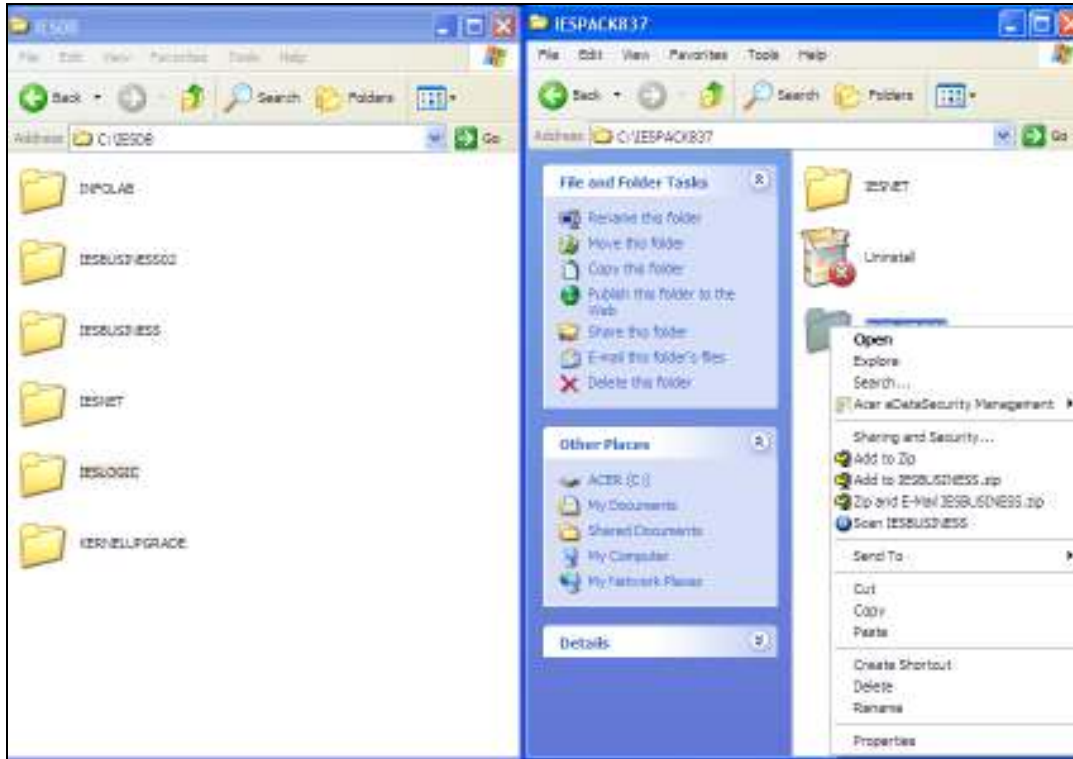 IESDB
File Edit View Favorites Tools Help
Back Search Folders
Address C:\IESDB Go
INFOLAB
IESBUSINESS02
IESBUSINESS
IESNET
IESLOGIC
KERNELUPGRADE
IESPACK837
File Edit View Favorites Tools Help
Back Search Folders
Address C:\IESPACK837 Go
File and Folder Tasks
Rename this folder
Move this folder
Copy this folder
Publish this folder to the
Web
Share this folder
E-mail this folder's files
Delete this folder
Other Places
ACER (C:)
My Documents
Shared Documents
My Computer
My Network Places
Details
IESNET
Uninstall
Open
Explore
Search...
Acer eDataSecurity Management
Sharing and Security...
Add to Zip
Add to IESBUSINESS.zip
Zip and E-Mail IESBUSINESS.zip
Scan IESBUSINESS
Send To
Cut
Copy
Paste
Create Shortcut
Delete
Rename
Properties